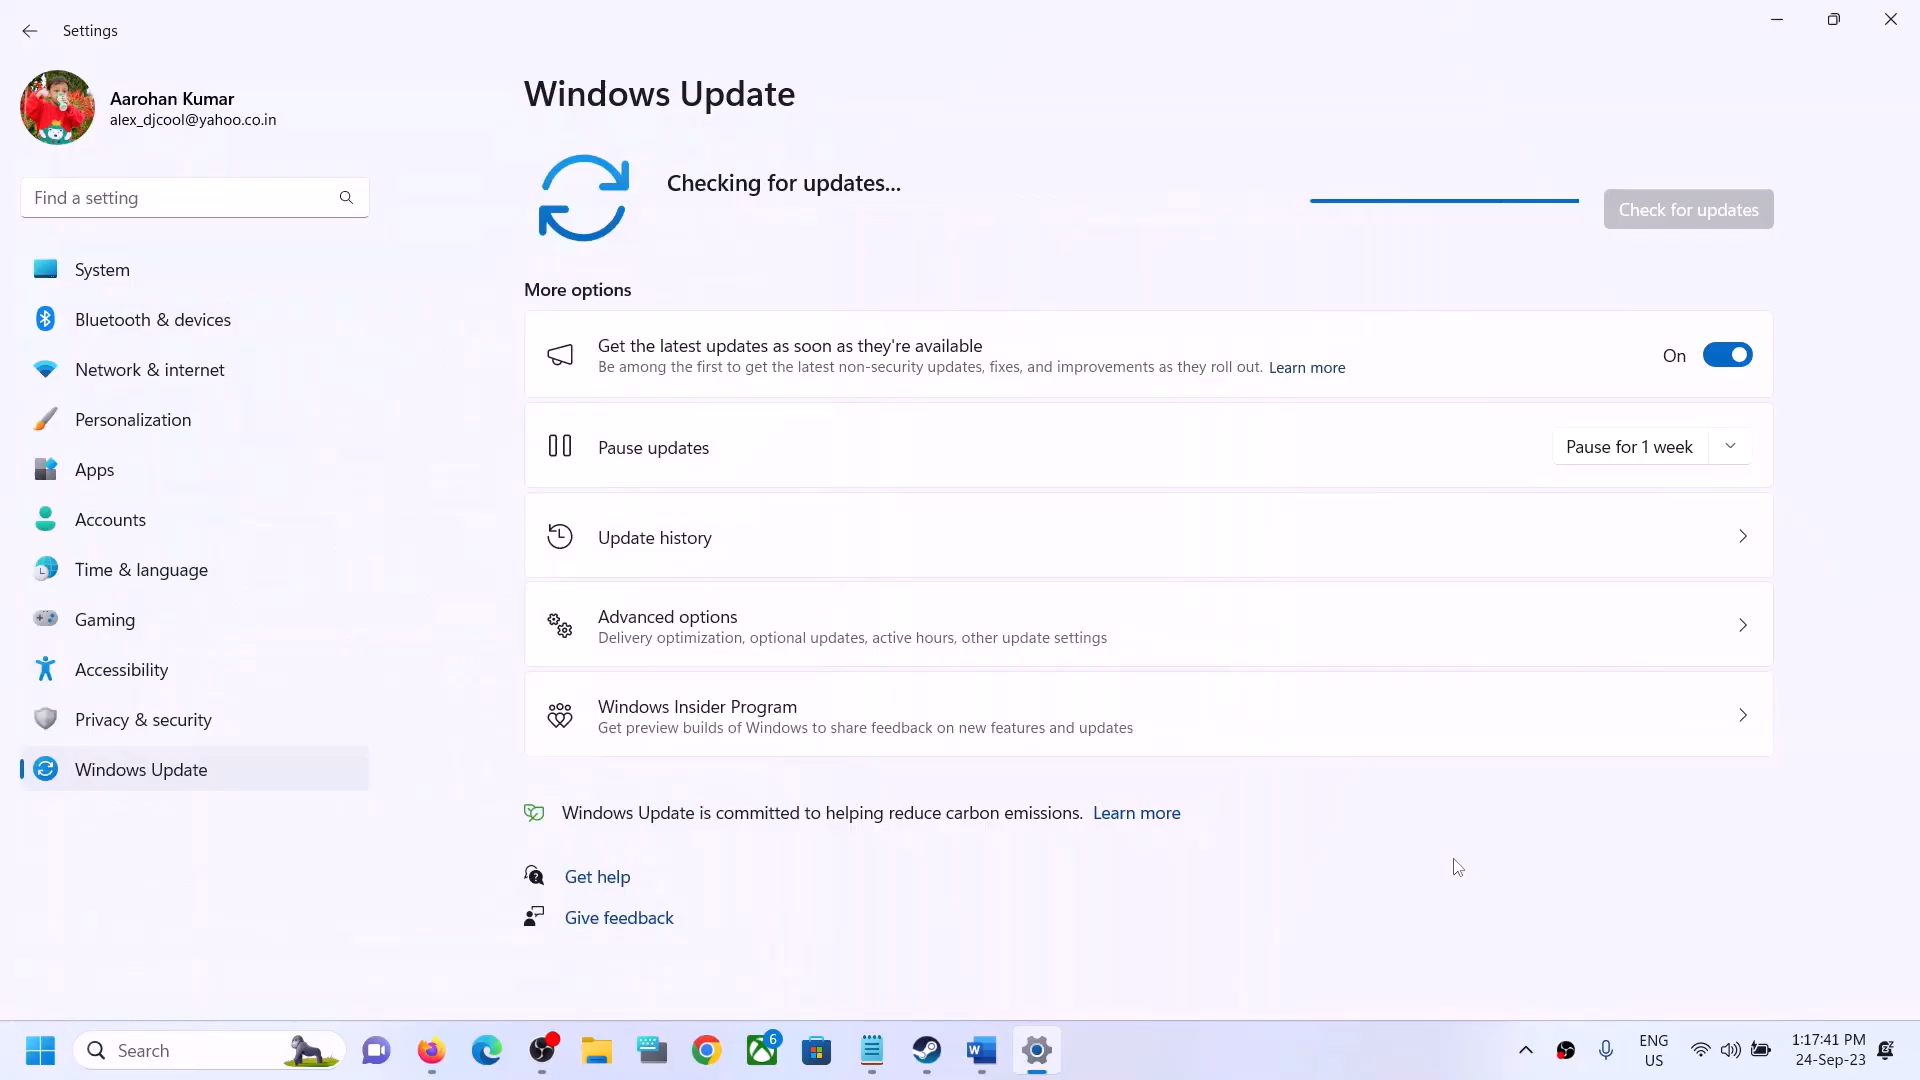 Settings
Aarohan Kumar
alex_djcool@yahoo.co.in
Find a setting
System
Bluetooth & devices
Network & internet
Personalization
Apps
Accounts
Time & language
Gaming
Accessibility
Privacy & security
Windows Update
Windows Update
Checking for updates...
Check for updates
More options
Get the latest updates as soon as they're available
Be among the first to get the latest non-security updates, fixes, and improvements as they roll out. Learn more
On
Pause updates
Pause for 1 week
Update history
Advanced options
Delivery optimization, optional updates, active hours, other update settings
Windows Insider Program
Get preview builds of Windows to share feedback on new features and updates
Windows Update is committed to helping reduce carbon emissions. Learn more
Get help
Give feedback
Search
6
ENG
US
1:17:41 PM
24-Sep-23